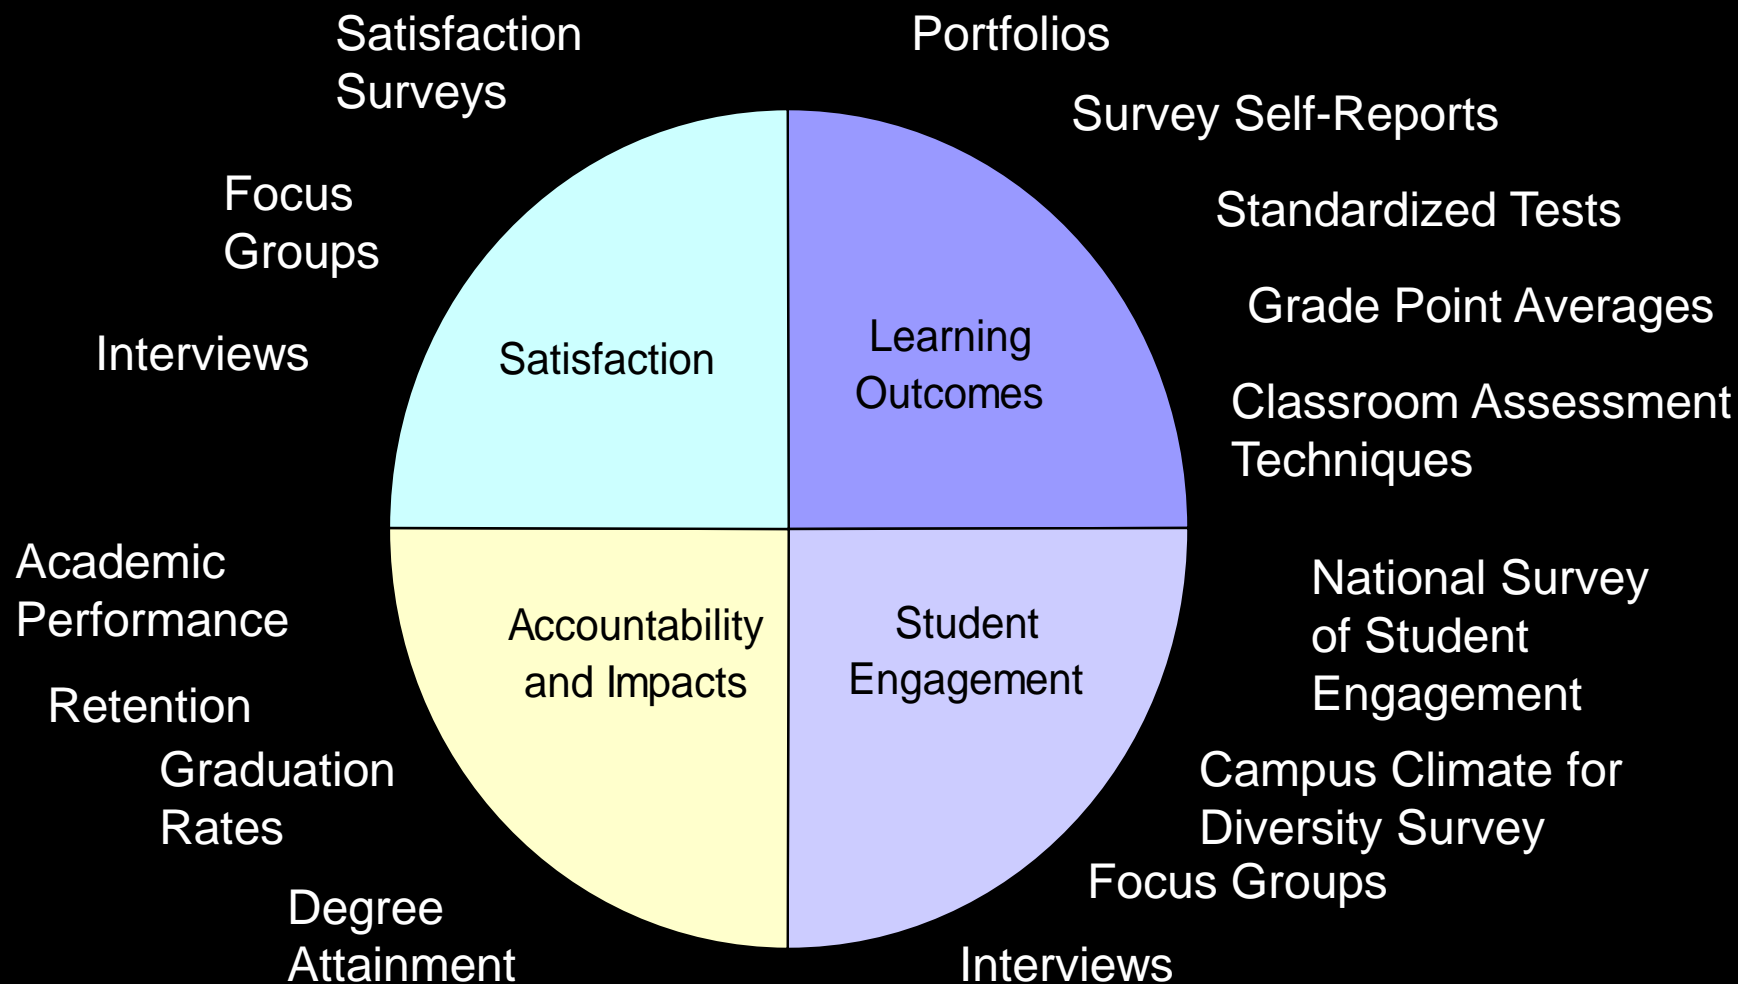 Satisfaction
Surveys
Portfolios
Survey Self-Reports
Focus
Groups
Standardized Tests
Grade Point Averages
Interviews
Satisfaction
Learning
Outcomes
Classroom Assessment
Techniques
Academic
Performance
Accountability
and Impacts
Student
Engagement
National Survey
of Student
Engagement
Retention
Graduation
Rates
Campus Climate for
Diversity Survey
Focus Groups
Degree
Attainment
Interviews